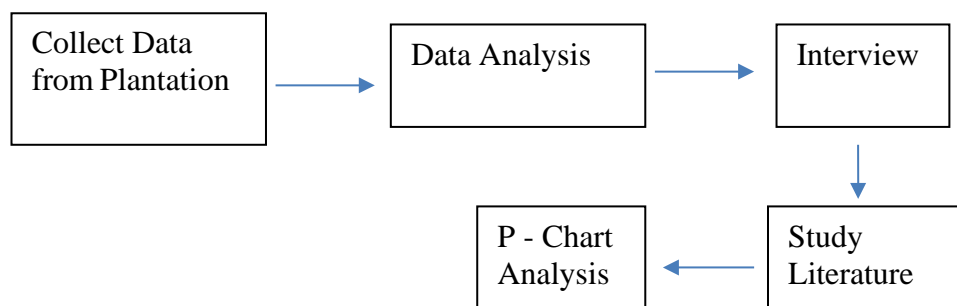 Collect Data
from Plantation
Data Analysis
Interview
Study
Literature
P - Chart
Analysis